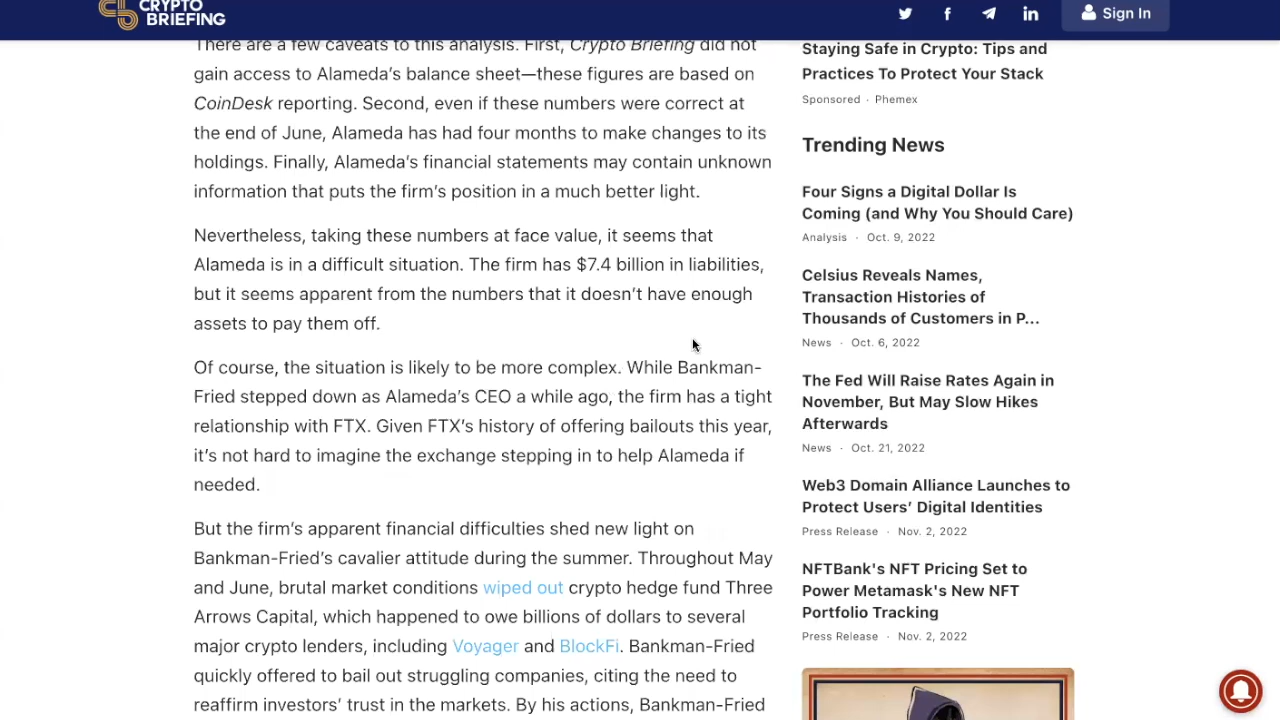 CRYPTO
BRIEFING
Sign In
There are a few caveats to this analysis. First, Crypto Briefing did not
gain access to Alameda’s balance sheet—these figures are based on
CoinDesk reporting. Second, even if these numbers were correct at
the end of June, Alameda has had four months to make changes to its
holdings. Finally, Alameda’s financial statements may contain unknown
information that puts the firm’s position in a much better light.
Nevertheless, taking these numbers at face value, it seems that
Alameda is in a difficult situation. The firm has $7.4 billion in liabilities,
but it seems apparent from the numbers that it doesn’t have enough
assets to pay them off.
Of course, the situation is likely to be more complex. While Bankman-
Fried stepped down as Alameda’s CEO a while ago, the firm has a tight
relationship with FTX. Given FTX’s history of offering bailouts this year,
it’s not hard to imagine the exchange stepping in to help Alameda if
needed.
But the firm’s apparent financial difficulties shed new light on
Bankman-Fried’s cavalier attitude during the summer. Throughout May
and June, brutal market conditions wiped out crypto hedge fund Three
Arrows Capital, which happened to owe billions of dollars to several
major crypto lenders, including Voyager and BlockFi. Bankman-Fried
quickly offered to bail out struggling companies, citing the need to
reaffirm investors’ trust in the markets. By his actions, Bankman-Fried
Staying Safe in Crypto: Tips and
Practices To Protect Your Stack
Sponsored · Phemex
Trending News
Four Signs a Digital Dollar Is
Coming (and Why You Should Care)
Analysis · Oct. 9, 2022
Celsius Reveals Names,
Transaction Histories of
Thousands of Customers in P...
News · Oct. 6, 2022
The Fed Will Raise Rates Again in
November, But May Slow Hikes
Afterwards
News · Oct. 21, 2022
Web3 Domain Alliance Launches to
Protect Users’ Digital Identities
Press Release · Nov. 2, 2022
NFTBank's NFT Pricing Set to
Power Metamask's New NFT
Portfolio Tracking
Press Release · Nov. 2, 2022